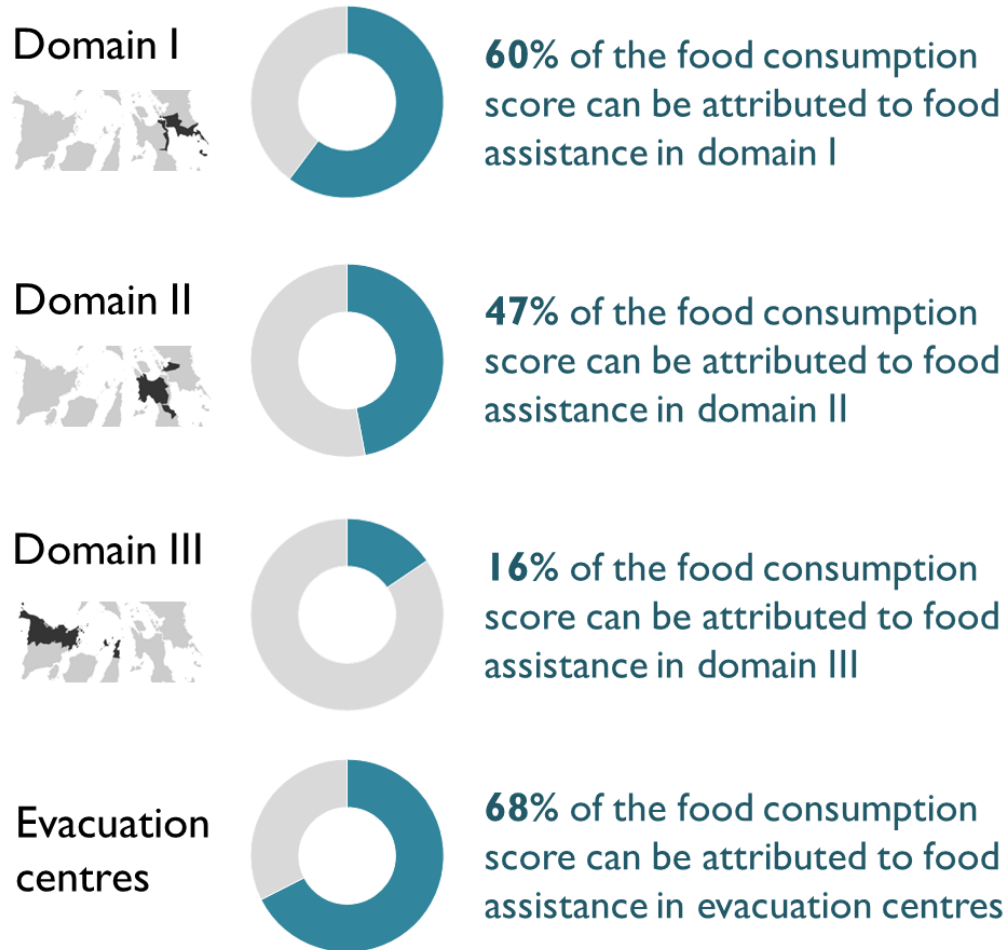 Domain I
60% of the food consumption
score can be attributed to food
assistance in domain I
Domain II
47% of the food consumption
score can be attributed to food
assistance in domain II
Domain III
16% of the food consumption
score can be attributed to food
assistance in domain III
Evacuation
centres
68% of the food consumption
score can be attributed to food
assistance in evacuation centres